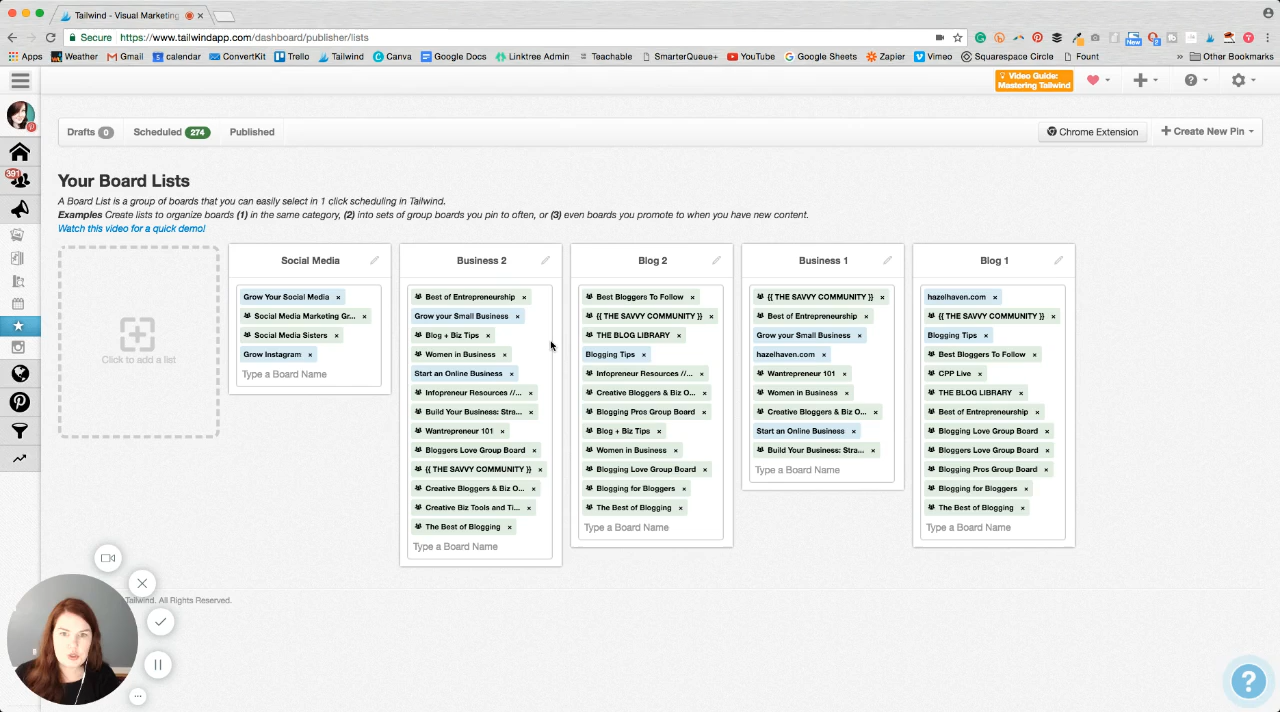 Tailwind - Visual Marketing
Secure https://www.tailwindapp.com/dashboard/publisher/lists
Apps Weather Gmail calendar ConvertKit Trello Tailwind Canva Google Docs Linktree Admin Teachable SmarterQueue+ YouTube Google Sheets Zapier Vimeo Squarespace Circle Fount » Other Bookmarks
New
Video Guide:
Mastering Tailwind
391
Drafts 0 Scheduled 274 Published Chrome Extension Create New Pin
Your Board Lists
A Board List is a group of boards that you can easily select in 1 click scheduling in Tailwind.
Examples Create lists to organize boards (1) in the same category, (2) into sets of group boards you pin to often, or (3) even boards you promote to when you have new content.
Watch this video for a quick demo!
Click to add a list
Social Media
Grow Your Social Media ×
Social Media Marketing Gr... ×
Social Media Sisters ×
Grow Instagram ×
Type a Board Name
Business 2
Best of Entrepreneurship ×
Grow your Small Business ×
Blog + Biz Tips ×
Women in Business ×
Start an Online Business ×
Infopreneur Resources //... ×
Build Your Business: Stra... ×
Wantrepreneur 101 ×
Bloggers Love Group Board ×
{{ THE SAVVY COMMUNITY }} ×
Creative Bloggers & Biz O... ×
Creative Biz Tools and Ti... ×
The Best of Blogging ×
Type a Board Name
Blog 2
Best Bloggers To Follow ×
{{ THE SAVVY COMMUNITY }} ×
THE BLOG LIBRARY ×
Blogging Tips ×
Infopreneur Resources //... ×
Creative Bloggers & Biz O... ×
Blogging Pros Group Board ×
Blog + Biz Tips ×
Women in Business ×
Blogging Love Group Board ×
Blogging for Bloggers ×
The Best of Blogging ×
Type a Board Name
Business 1
{{ THE SAVVY COMMUNITY }} ×
Best of Entrepreneurship ×
Grow your Small Business ×
hazelhaven.com ×
Wantrepreneur 101 ×
Women in Business ×
Creative Bloggers & Biz O... ×
Start an Online Business ×
Build Your Business: Stra... ×
Type a Board Name
Blog 1
hazelhaven.com ×
{{ THE SAVVY COMMUNITY }} ×
Blogging Tips ×
Best Bloggers To Follow ×
CPP Live ×
THE BLOG LIBRARY ×
Best of Entrepreneurship ×
Blogging Love Group Board ×
Bloggers Love Group Board ×
Blogging Pros Group Board ×
Blogging for Bloggers ×
The Best of Blogging ×
Type a Board Name
Tailwind. All Rights Reserved.